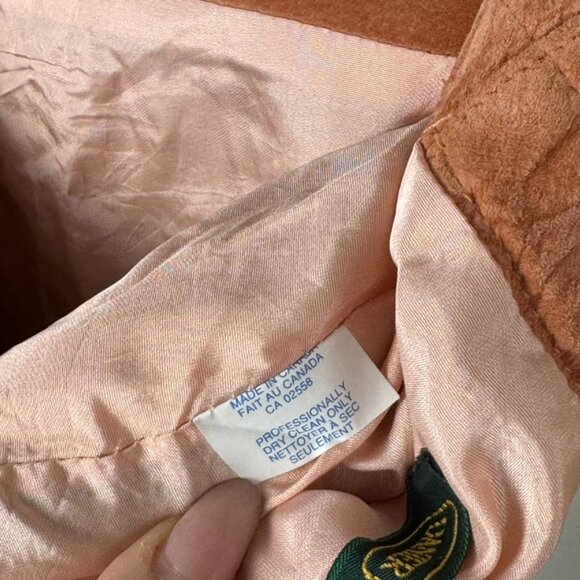 MADE IN CANADA
FAIT AU CANADA
CA 02558
PROFESSIONALLY
DRY CLEAN ONLY
NETTOYER À SEC
SEULEMENT